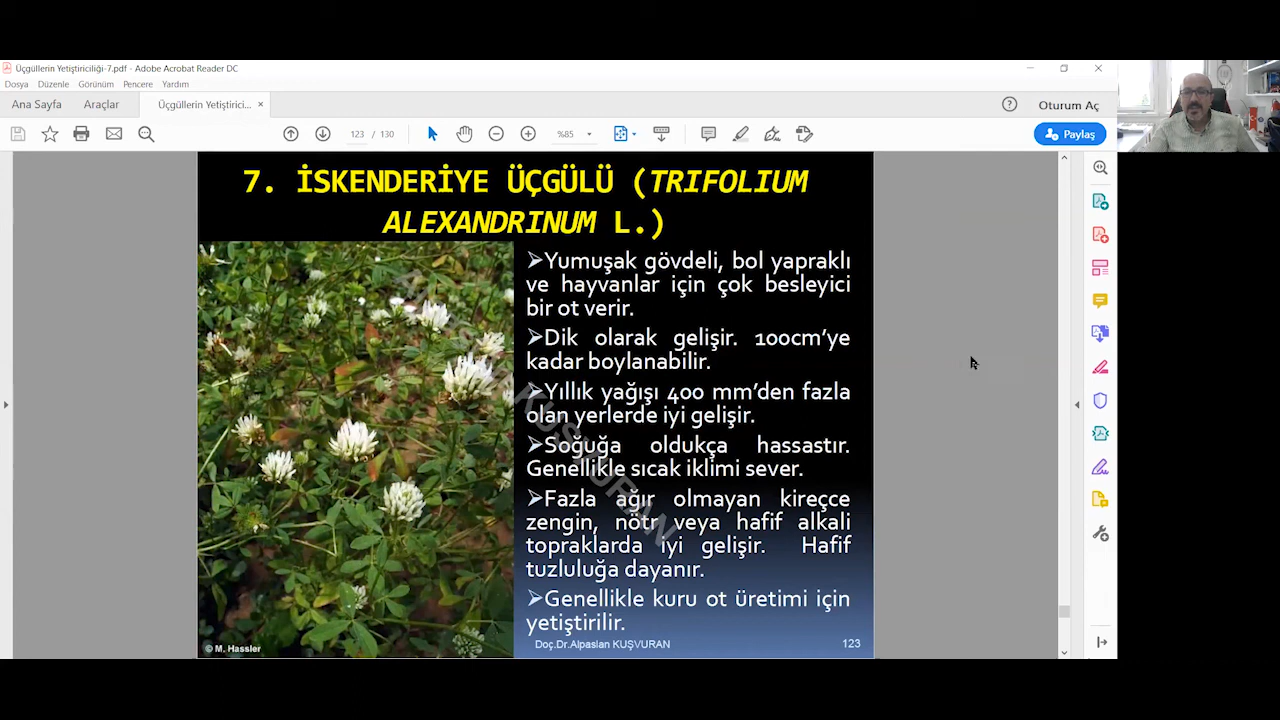 Üçgüllerin Yetiştiriciliği-7.pdf - Adobe Acrobat Reader DC
Dosya Düzenle Görünüm Pencere Yardım
Ana Sayfa Araçlar Üçgüllerin Yetiştirici... × Oturum Aç
123 / 130 %85 Paylaş
7. İSKENDERİYE ÜÇGÜLÜ (TRIFOLIUM
ALEXANDRINUM L.)
➢Yumuşak gövdeli, bol yapraklı
ve hayvanlar için çok besleyici
bir ot verir.
➢Dik olarak gelişir. 100cm'ye
kadar boylanabilir.
➢Yıllık yağışı 400 mm'den fazla
olan yerlerde iyi gelişir.
➢Soğuğa oldukça hassastır.
Genellikle sıcak iklimi sever.
➢Fazla ağır olmayan kireççe
zengin, nötr veya hafif alkali
topraklarda iyi gelişir. Hafif
tuzluluğa dayanır.
➢Genellikle kuru ot üretimi için
yetiştirilir.
© M. Hassler
Doç.Dr.Alpaslan KUŞVURAN 123
KUŞVURAN